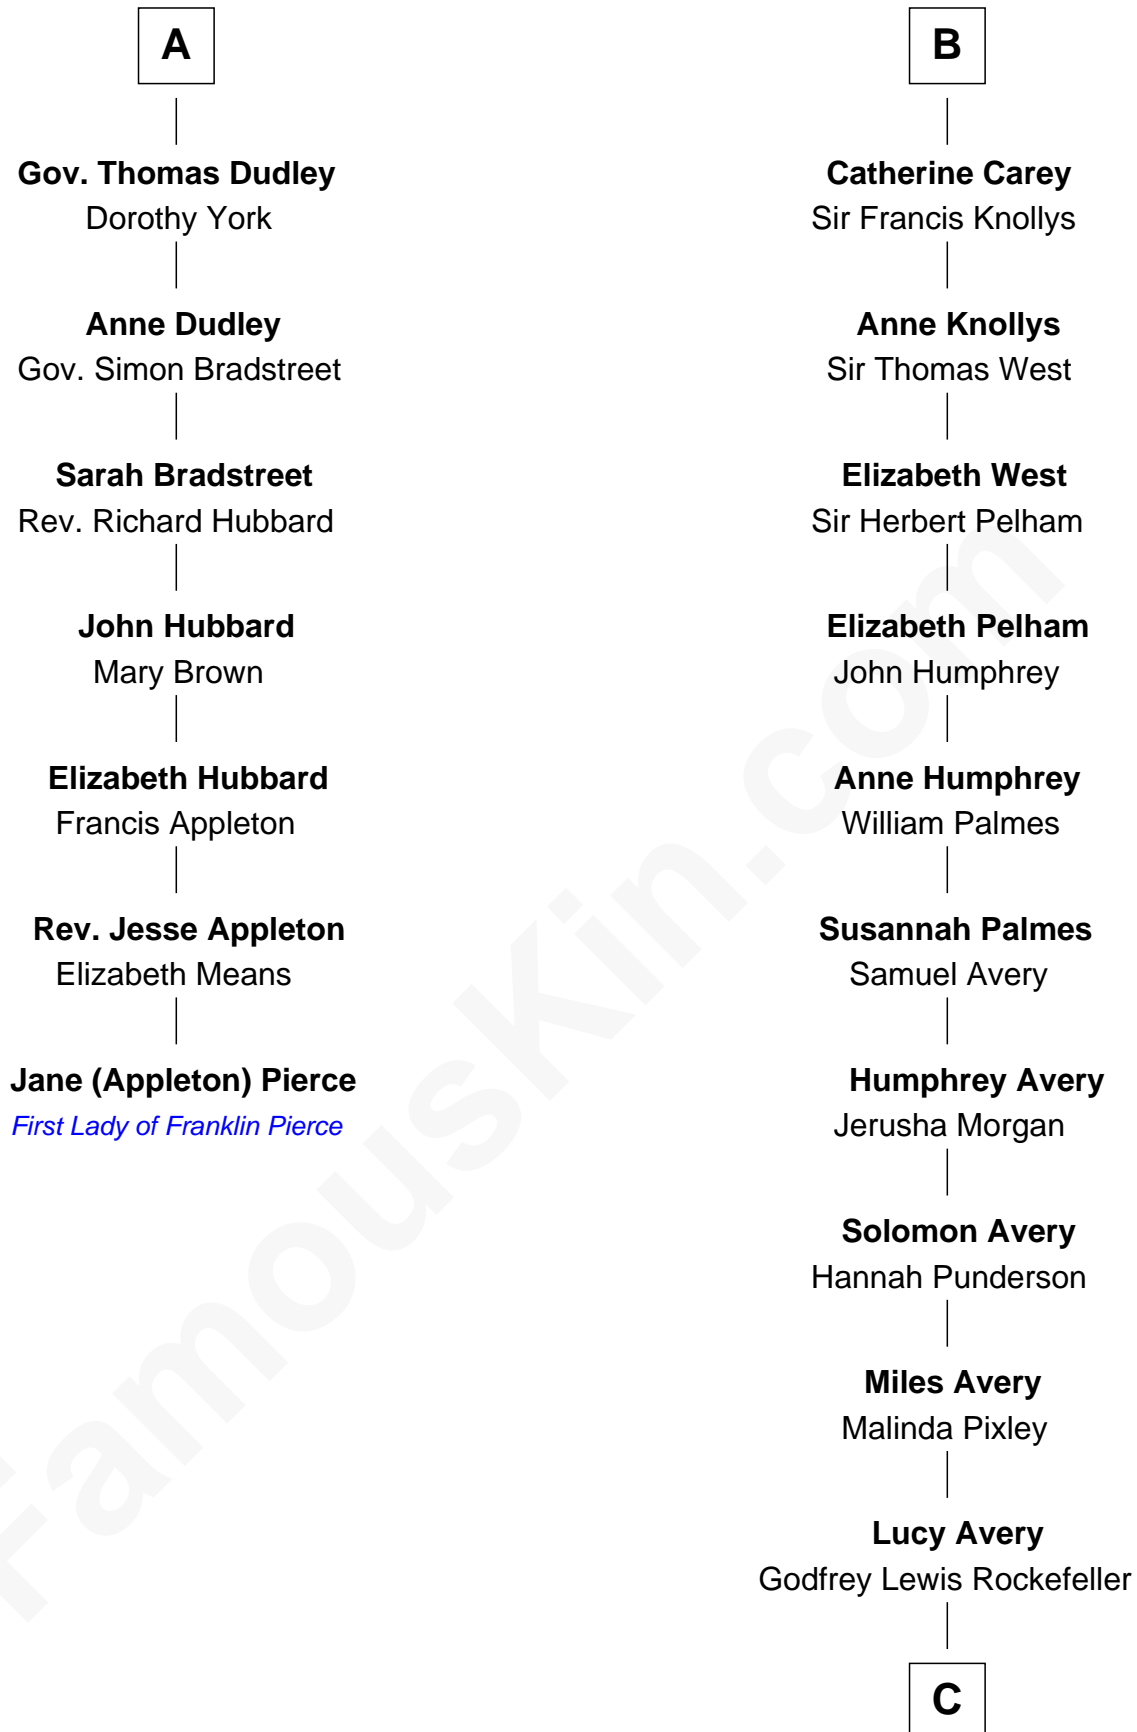 A
Gov. Thomas Dudley
Dorothy York
Anne Dudley
Gov. Simon Bradstreet
Sarah Bradstreet
Rev. Richard Hubbard
John Hubbard
Mary Brown
Elizabeth Hubbard
Francis Appleton
Rev. Jesse Appleton
Elizabeth Means
Jane (Appleton) Pierce
First Lady of Franklin Pierce
B
Catherine Carey
Sir Francis Knollys
Anne Knollys
Sir Thomas West
Elizabeth West
Sir Herbert Pelham
Elizabeth Pelham
John Humphrey
Anne Humphrey
William Palmes
Susannah Palmes
Samuel Avery
Humphrey Avery
Jerusha Morgan
Solomon Avery
Hannah Punderson
Miles Avery
Malinda Pixley
Lucy Avery
Godfrey Lewis Rockefeller
C
FamousKin.com